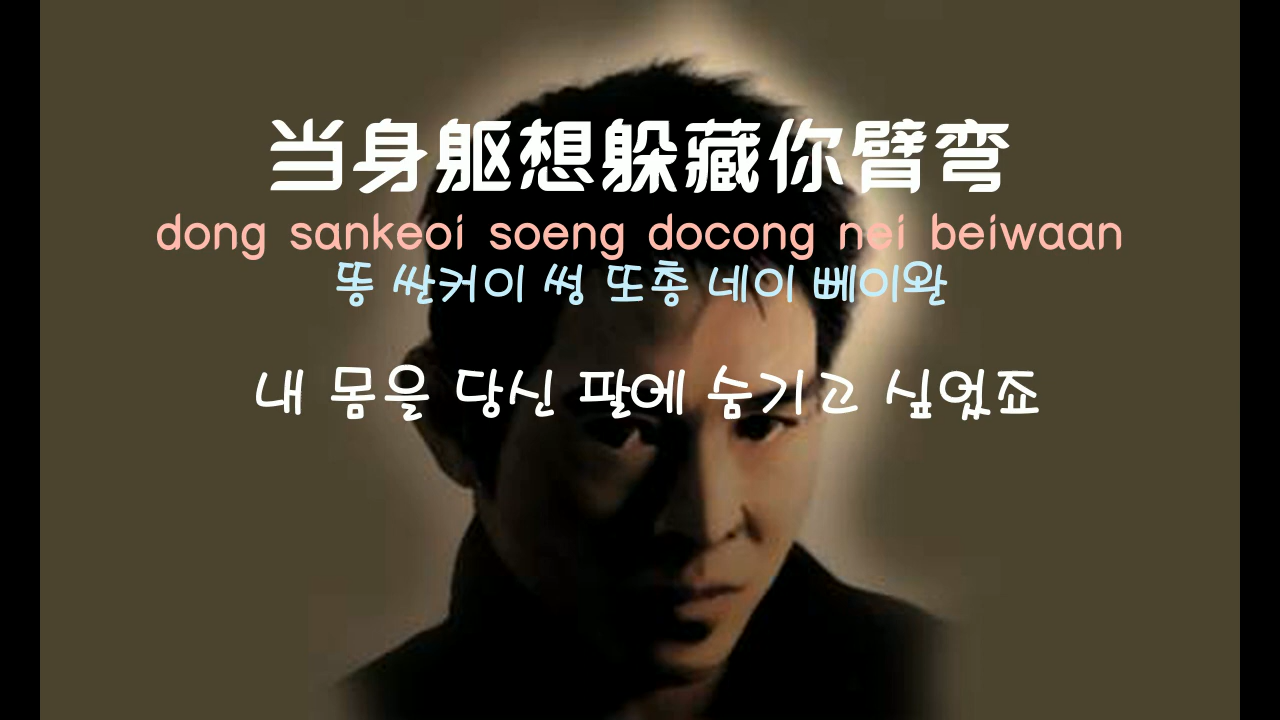 当身躯想躲藏你臂弯
dong sankeoi soeng docong nei beiwaan
똥 싼커이 썽 또총 네이 뻬이완
내 몸을 당신 팔에 숨기고 싶었죠